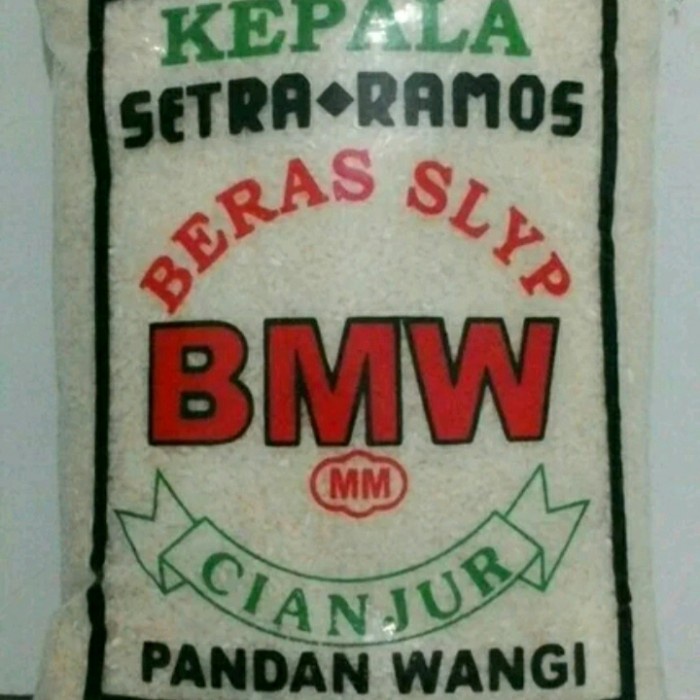 KEPALA
SETRA◆RAMOS
BERAS SLYP
BMW
MM
CIANJUR
PANDAN WANGI